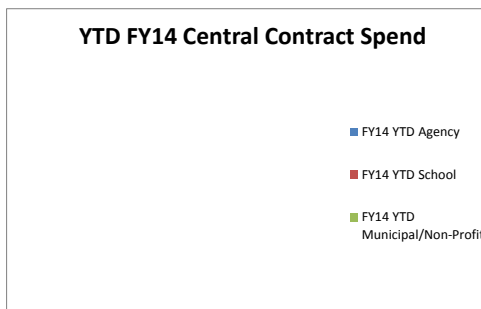 YTD FY14 Central Contract Spend
FY14 YTD Agency
FY14 YTD School
FY14 YTD
Municipal/Non-Profit